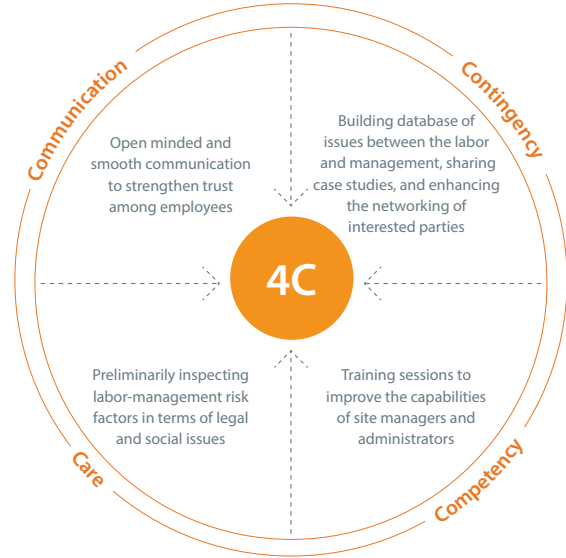 Communication
Open minded and
smooth communication
to strengthen trust
among employees
Contingency
Building database of
issues between the labor
and management, sharing
case studies, and enhancing
the networking of
interested parties
4C
Care
Preliminarily inspecting
labor-management risk
factors in terms of legal
and social issues
Competency
Training sessions to
improve the capabilities
of site managers and
administrators